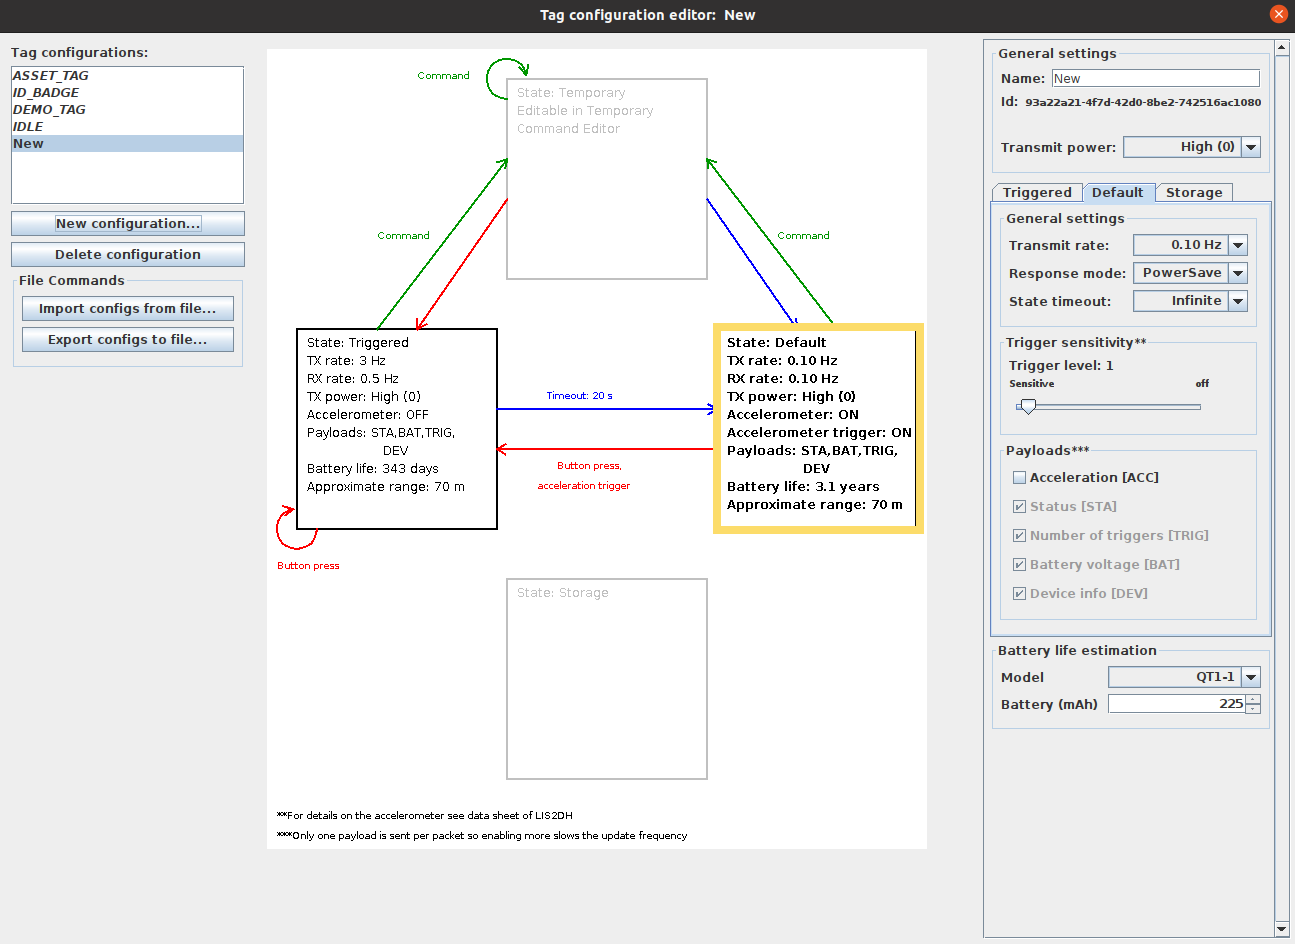 Tag configuration editor: New
Tag configurations:
ASSET_TAG
ID_BADGE
DEMO_TAG
IDLE
New
New configuration...
Delete configuration
File Commands
Import configs from file...
Export configs to file...
Command
State: Temporary
Editable in Temporary
Command Editor
Command
Command
State: Triggered
TX rate: 3 Hz
RX rate: 0.5 Hz
TX power: High (0)
Accelerometer: OFF
Payloads: STA,BAT,TRIG,
DEV
Battery life: 343 days
Approximate range: 70 m
Button press
Timeout: 20 s
Button press,
acceleration trigger
State: Default
TX rate: 0.10 Hz
RX rate: 0.10 Hz
TX power: High (0)
Accelerometer: ON
Accelerometer trigger: ON
Payloads: STA,BAT,TRIG,
DEV
Battery life: 3.1 years
Approximate range: 70 m
State: Storage
**For details on the accelerometer see data sheet of LIS2DH
***Only one payload is sent per packet so enabling more slows the update frequency
General settings
Name: New
Id: 93a22a21-4f7d-42d0-8be2-742516ac1080
Transmit power: High (0)
Triggered Default Storage
General settings
Transmit rate: 0.10 Hz
Response mode: PowerSave
State timeout: Infinite
Trigger sensitivity**
Trigger level: 1
Sensitive off
Payloads***
Acceleration [ACC]
Status [STA]
Number of triggers [TRIG]
Battery voltage [BAT]
Device info [DEV]
Battery life estimation
Model QT1-1
Battery (mAh) 225